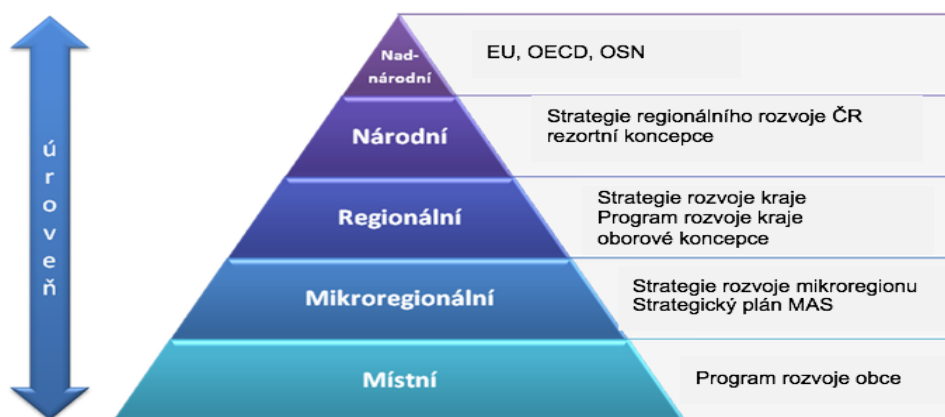 úroveň
Nad-
národní
EU, OECD, OSN
Národní
Strategie regionálního rozvoje ČR
rezortní koncepce
Regionální
Strategie rozvoje kraje
Program rozvoje kraje
oborové koncepce
Mikroregionální
Strategie rozvoje mikroregionu
Strategický plán MAS
Místní
Program rozvoje obce